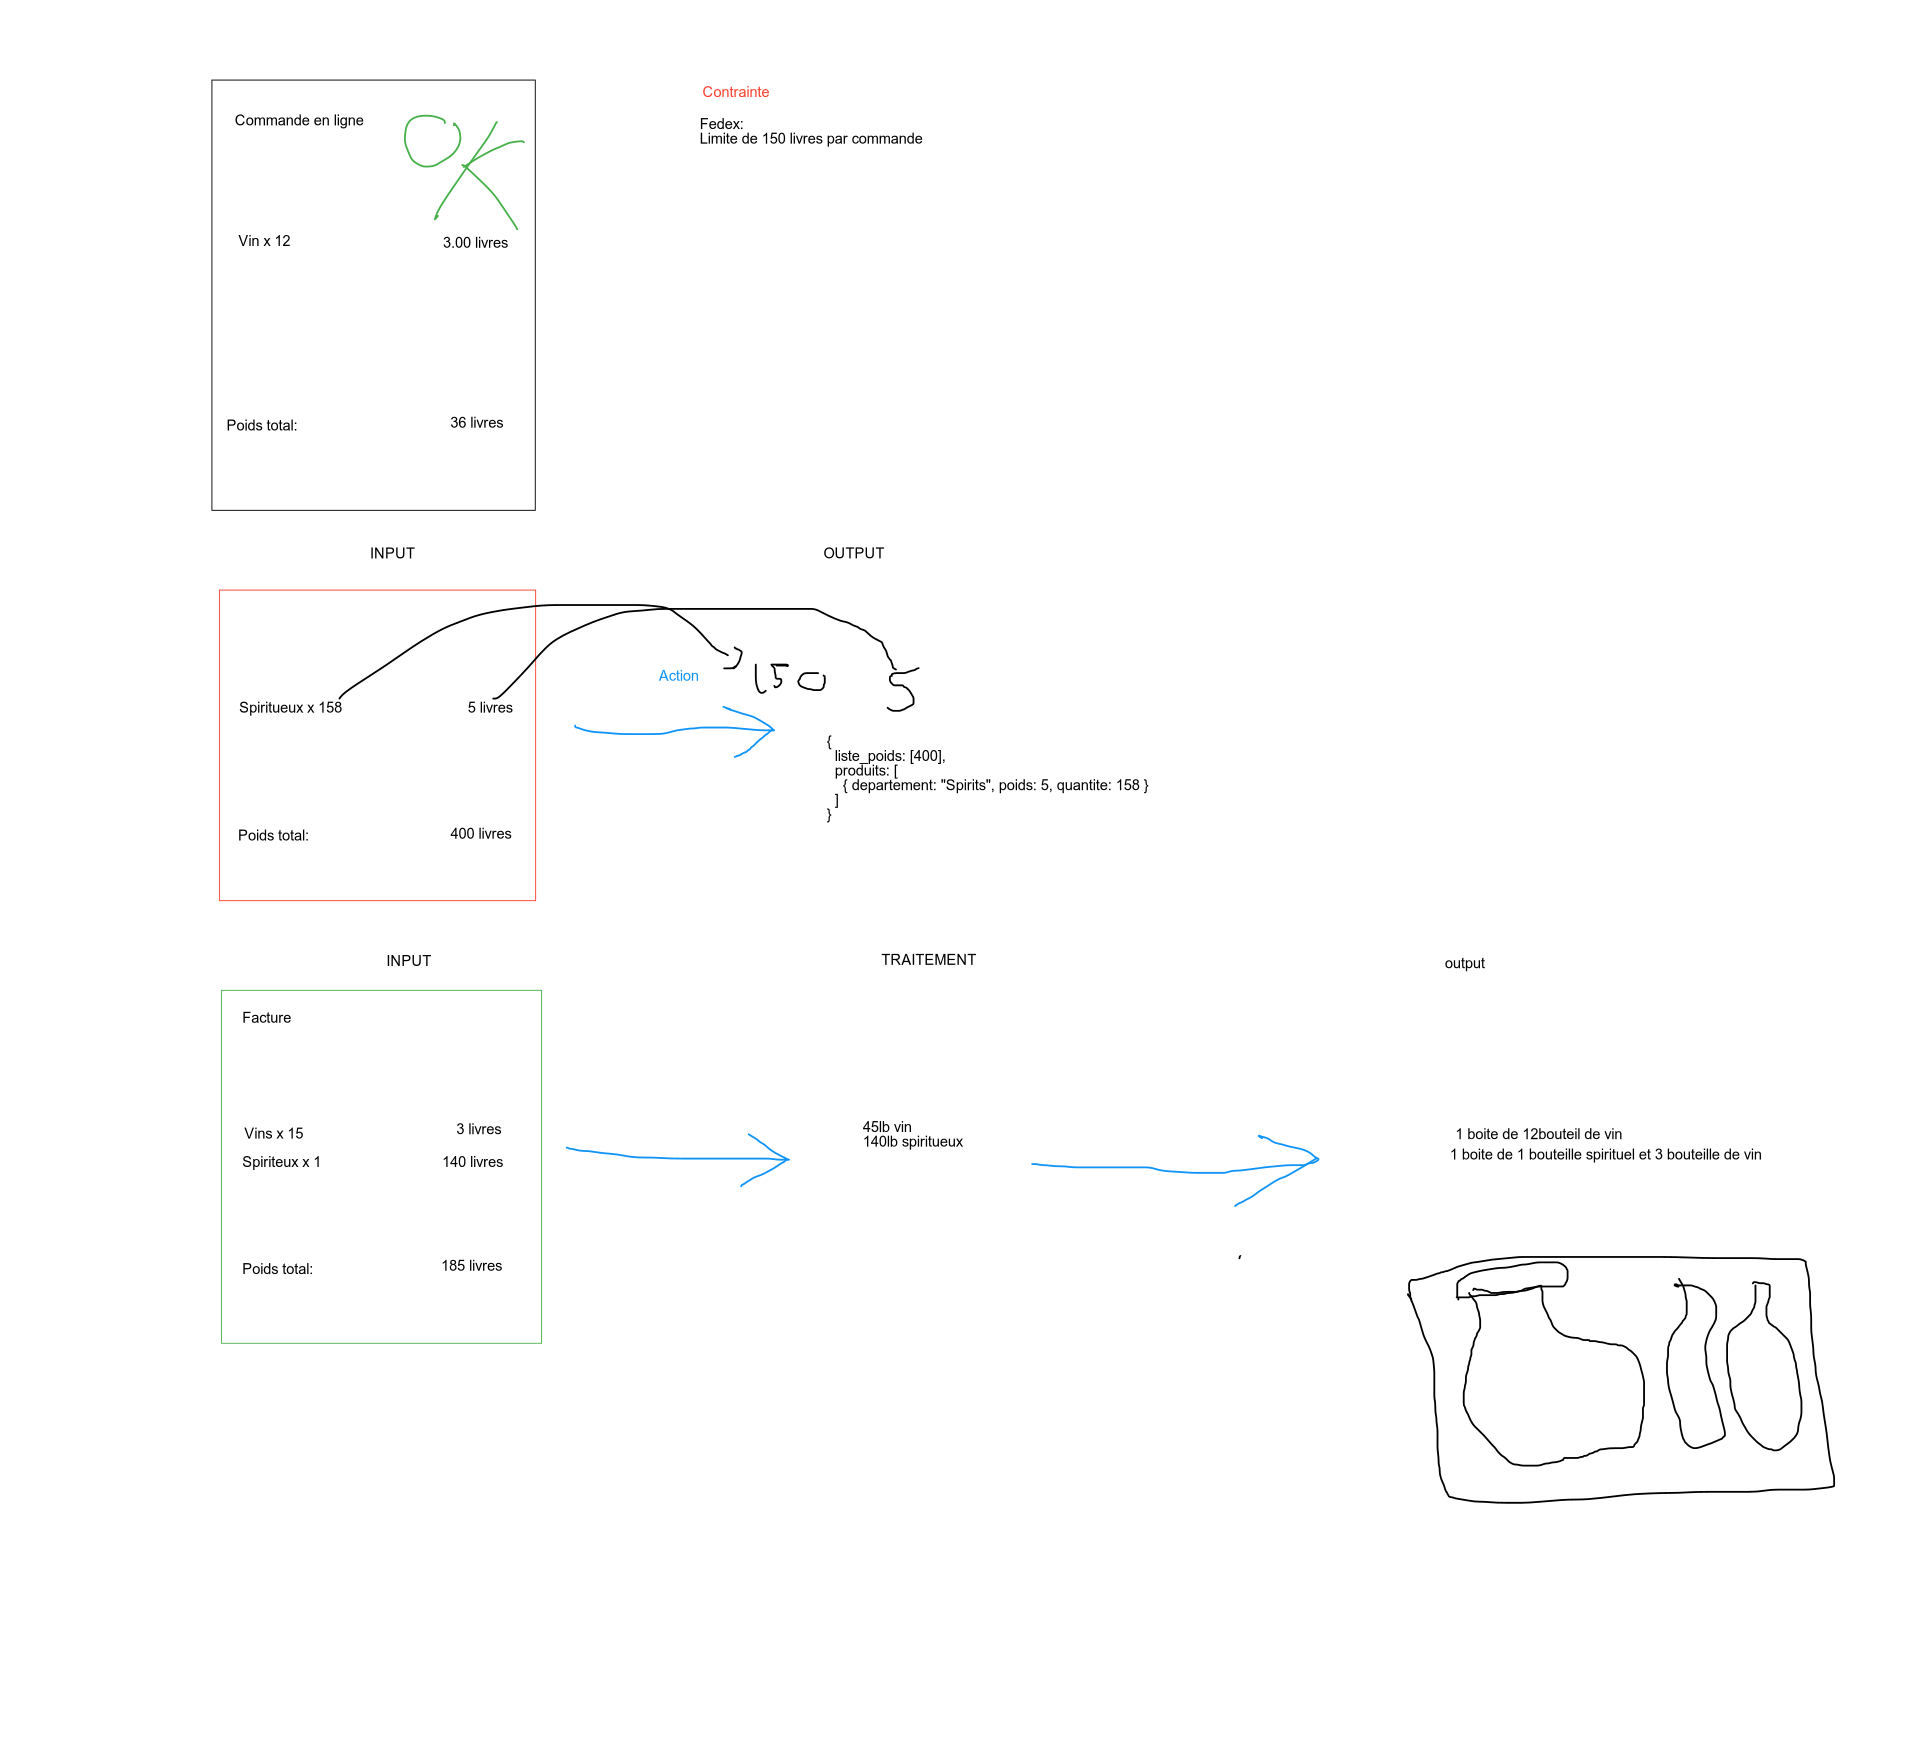 Contrainte
Commande en ligne
OK
Fedex:
Limite de 150 livres par commande
Vin x 12
3.00 livres
Poids total:
36 livres
INPUT
OUTPUT
Action
150
5
Spiritueux x 158
5 livres
{
liste_poids: [400],
produits: [
{ departement: "Spirits", poids: 5, quantite: 158 }
]
}
Poids total:
400 livres
INPUT
TRAITEMENT
output
Facture
Vins x 15
3 livres
Spiriteux x 1
140 livres
45lb vin
140lb spiritueux
1 boite de 12bouteil de vin
1 boite de 1 bouteille spirituel et 3 bouteille de vin
Poids total:
185 livres